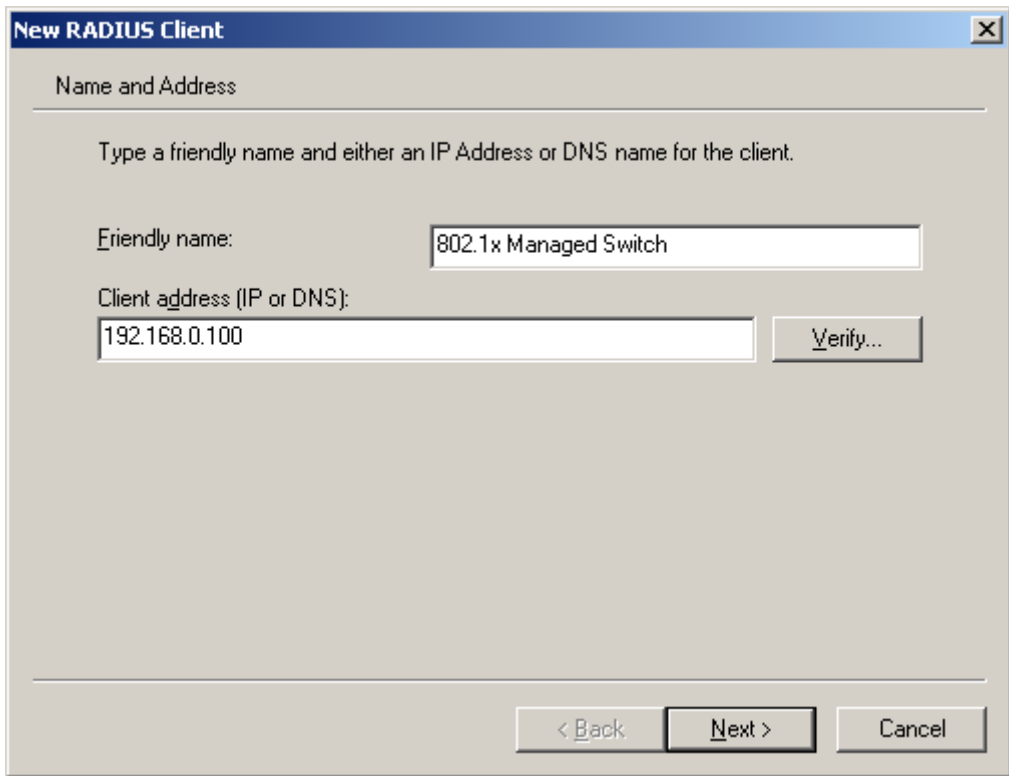 New RADIUS Client
Name and Address
Type a friendly name and either an IP Address or DNS name for the client.
Friendly name:
802.1x Managed Switch
Client address (IP or DNS):
192.168.0.100
Verify...
< Back
Next >
Cancel